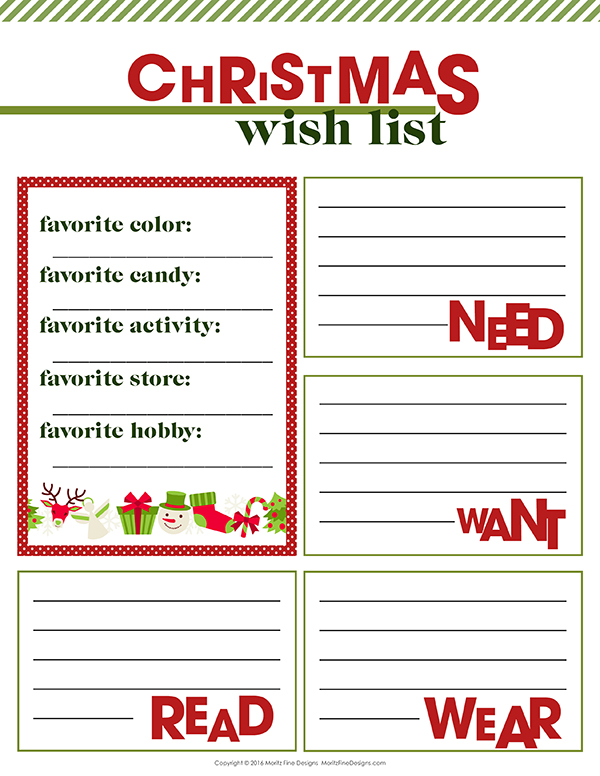 CHRISTMAS
wish list
favorite color:
favorite candy:
favorite activity:
favorite store:
favorite hobby:
NEED
WANT
READ
WEAR
Copyright © 2016 Moritz Fine Designs MoritzFineDesigns.com